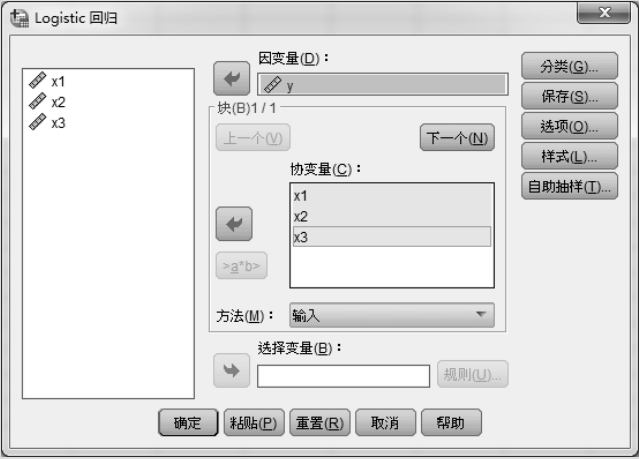 Logistic 回归
x1
x2
x3
因变量(D)：
y
块(B)1 / 1
上一个(V)
下一个(N)
协变量(C)：
x1
x2
x3
>a*b>
方法(M)：
输入
选择变量(B)：
规则(U)...
分类(G)...
保存(S)...
选项(O)...
样式(L)...
自助抽样(T)...
确定
粘贴(P)
重置(R)
取消
帮助